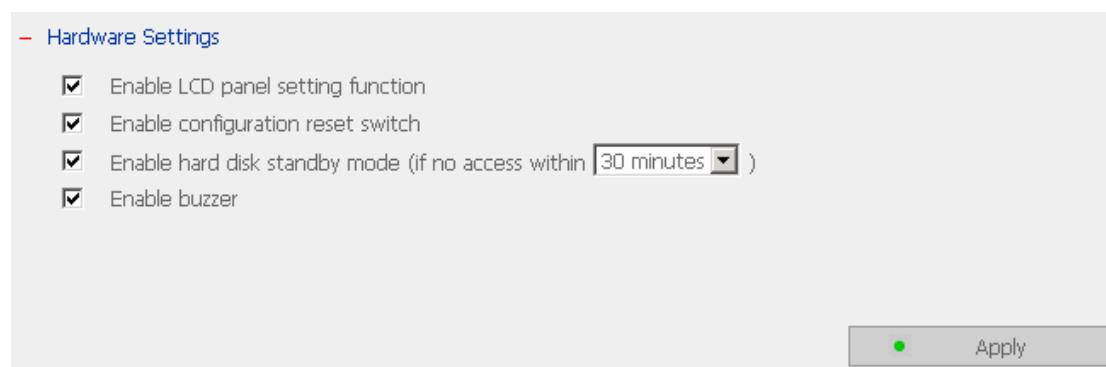 – Hardware Settings
Enable LCD panel setting function
Enable configuration reset switch
Enable hard disk standby mode (if no access within 30 minutes )
Enable buzzer
Apply